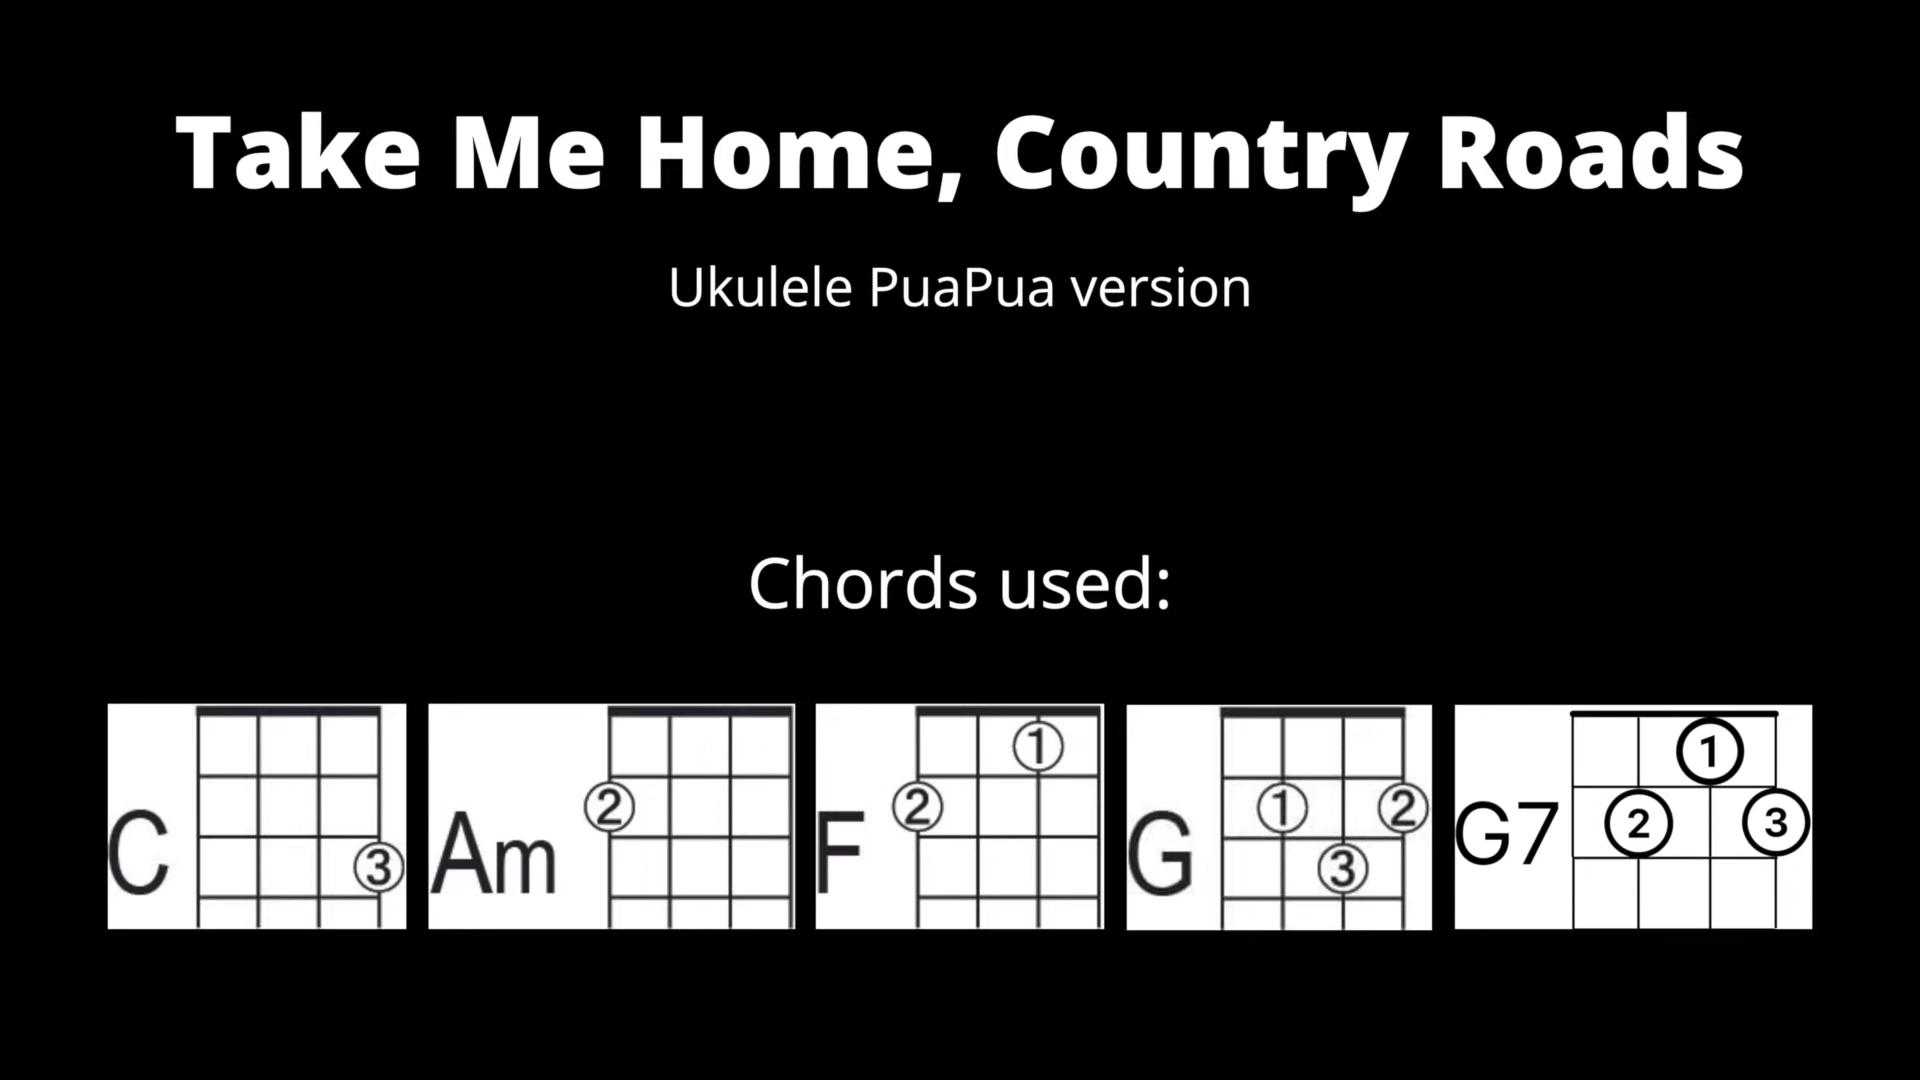 Take Me Home, Country Roads
Ukulele PuaPua version
Chords used:
C 3
Am 2
F 2 1
G 1 2 3
G7 1 2 3